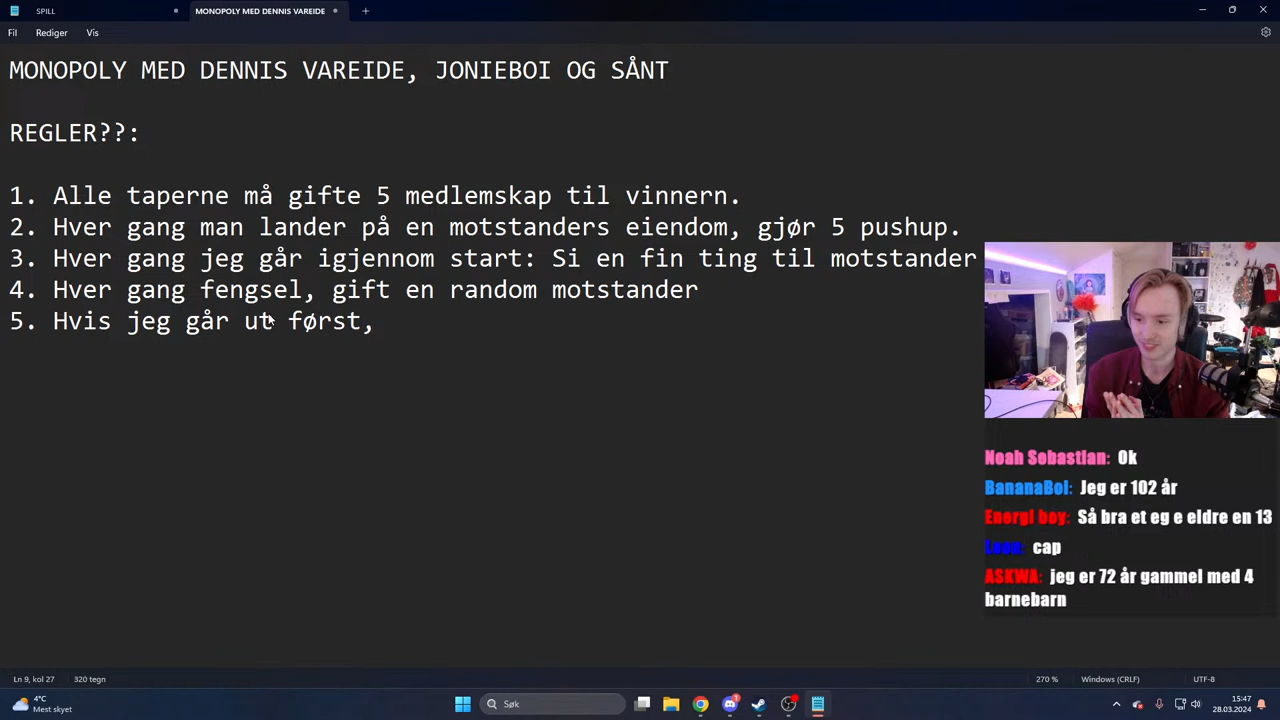 SPILL
MONOPOLY MED DENNIS VAREIDE
Fil Rediger Vis
MONOPOLY MED DENNIS VAREIDE, JONIEBOI OG SÅNT
REGLER??:
1. Alle taperne må gifte 5 medlemskap til vinnern.
2. Hver gang man lander på en motstanders eiendom, gjør 5 pushup.
3. Hver gang jeg går igjennom start: Si en fin ting til motstander
4. Hver gang fengsel, gift en random motstander
5. Hvis jeg går ut først,
Noah Sebastian: Ok
BananaBoi: Jeg er 102 år
Energi boy: Så bra et eg e eldre en 13
Leon: cap
ASKWA: jeg er 72 år gammel med 4
barnebarn
Ln 9, kol 27 320 tegn 270 % Windows (CRLF) UTF-8
4°C
Mest skyet
Søk
15:47
28.03.2024